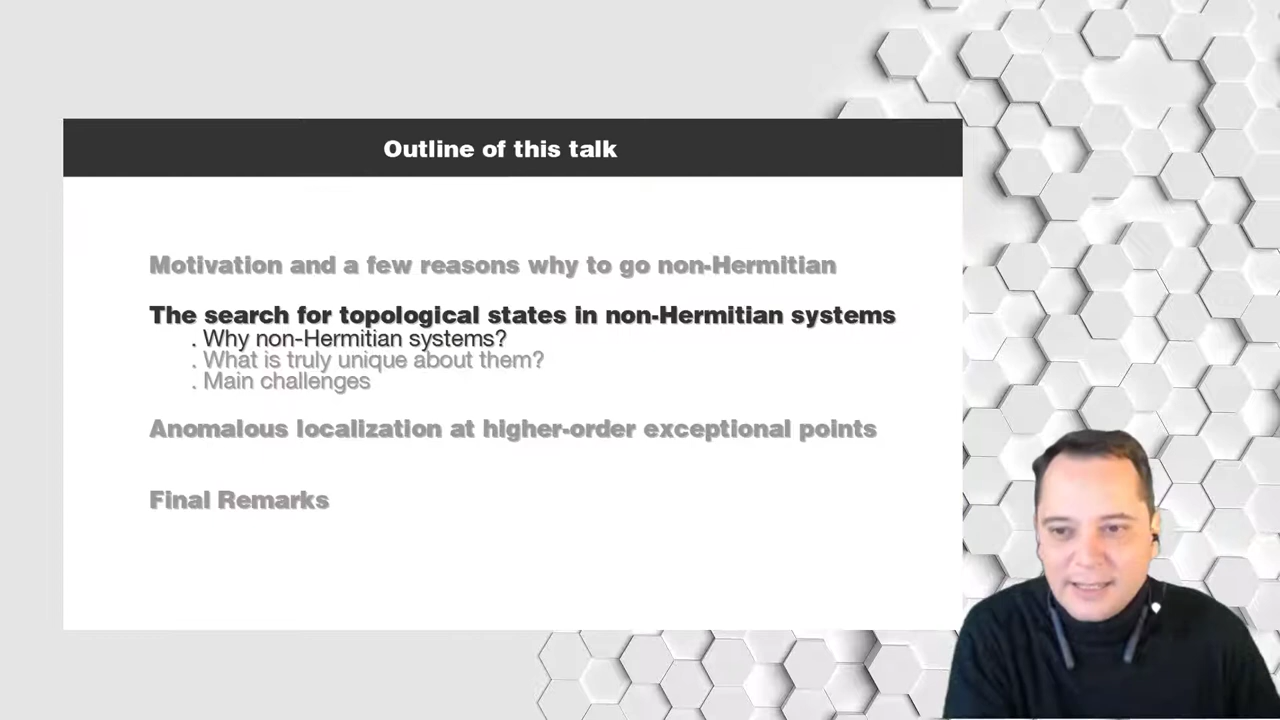 Outline of this talk
Motivation and a few reasons why to go non-Hermitian
The search for topological states in non-Hermitian systems
. Why non-Hermitian systems?
. What is truly unique about them?
. Main challenges
Anomalous localization at higher-order exceptional points
Final Remarks